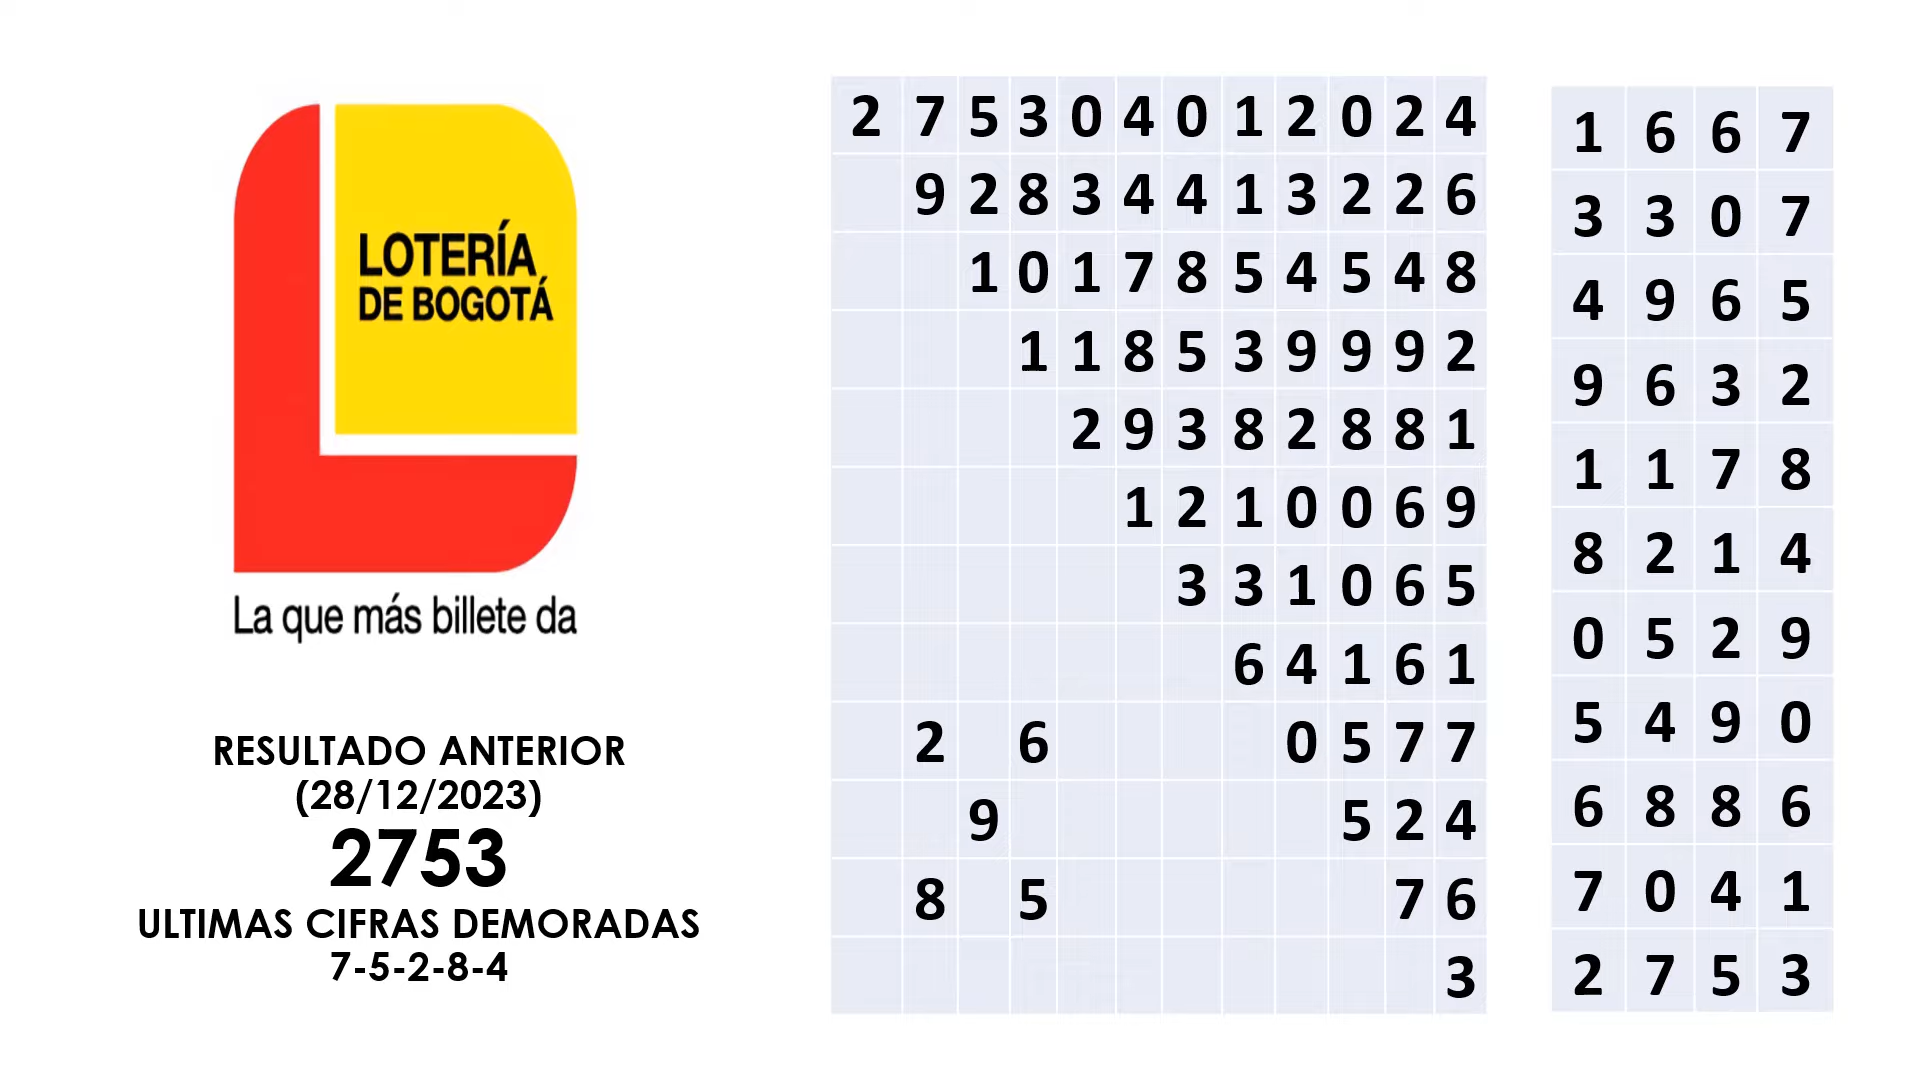 LOTERÍA
DE BOGOTÁ
La que más billete da
RESULTADO ANTERIOR
(28/12/2023)
2753
ULTIMAS CIFRAS DEMORADAS
7-5-2-8-4
2 7 5 3 0 4 0 1 2 0 2 4
9 2 8 3 4 4 1 3 2 2 6
1 0 1 7 8 5 4 5 4 8
1 1 8 5 3 9 9 9 2
2 9 3 8 2 8 8 1
1 2 1 0 0 6 9
3 3 1 0 6 5
6 4 1 6 1
2 6 0 5 7 7
9 5 2 4
8 5 7 6
3
1 6 6 7
3 3 0 7
4 9 6 5
9 6 3 2
1 1 7 8
8 2 1 4
0 5 2 9
5 4 9 0
6 8 8 6
7 0 4 1
2 7 5 3